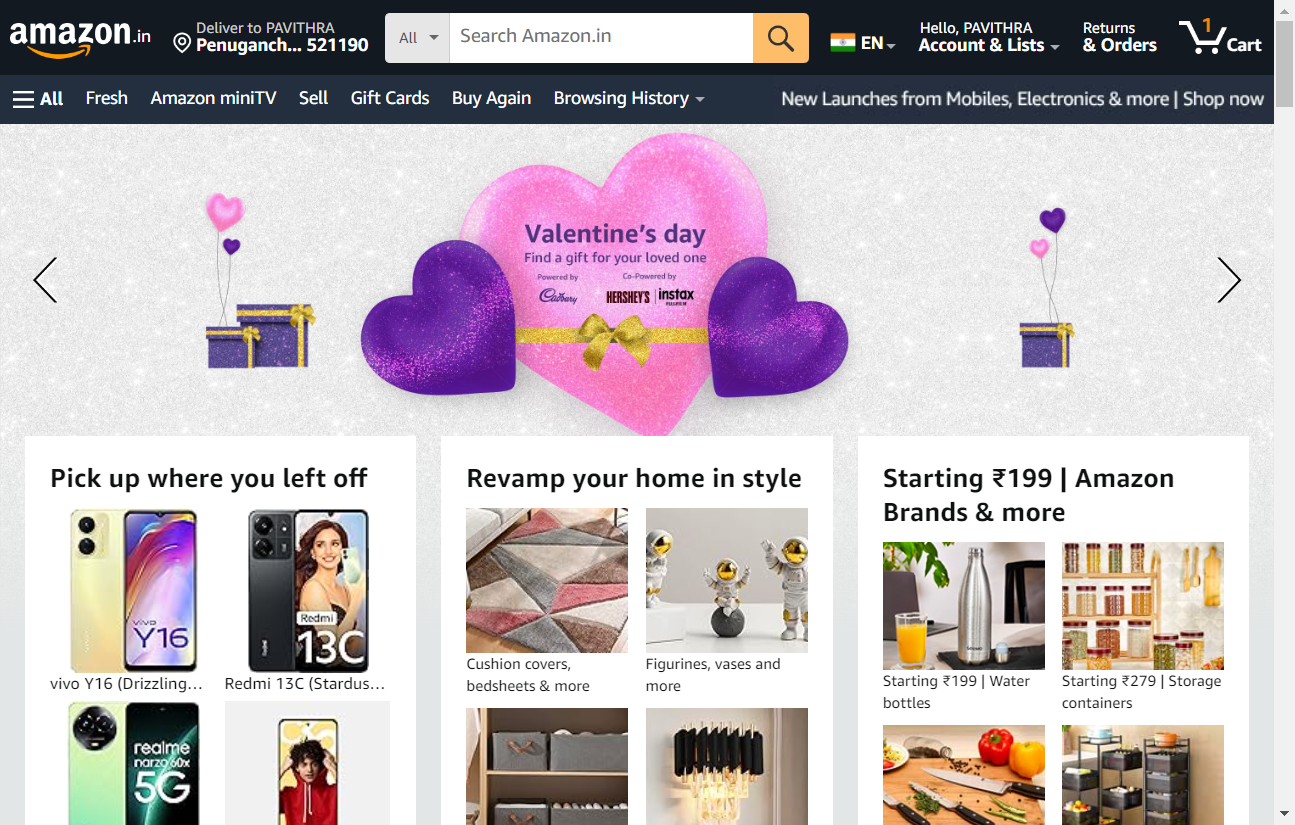 amazon.in
Deliver to PAVITHRA
Penuganch... 521190
All
Search Amazon.in
EN
Hello, PAVITHRA
Account & Lists
Returns
& Orders
1
Cart
All
Fresh
Amazon miniTV
Sell
Gift Cards
Buy Again
Browsing History
New Launches from Mobiles, Electronics & more | Shop now
Valentine's day
Find a gift for your loved one
Powered by
Co-Powered by
Cadbury
HERSHEY'S
instax
FUJIFILM
Pick up where you left off
vivo
Y16
Redmi
13C
Redmi
vivo Y16 (Drizzling...
Redmi 13C (Stardus...
realme
narzo 60x
5G
Revamp your home in style
Cushion covers,
bedsheets & more
Figurines, vases and
more
Starting ₹199 | Amazon
Brands & more
Starting ₹199 | Water
bottles
Starting ₹279 | Storage
containers